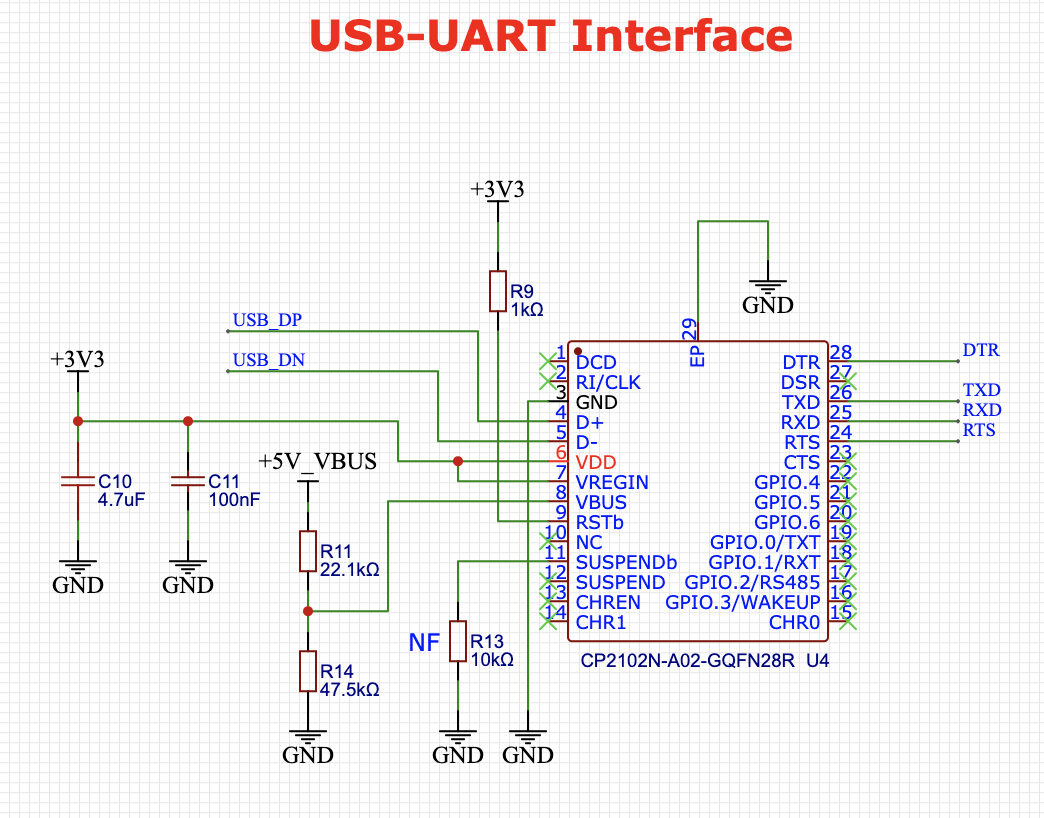 USB-UART Interface
+3V3
R9
1kΩ
GND
USB_DP
USB_DN
+3V3
C10
4.7uF
C11
100nF
GND
GND
+5V_VBUS
R11
22.1kΩ
R14
47.5kΩ
GND
NF
R13
10kΩ
GND
GND
29
EP
1 DCD
2 RI/CLK
3 GND
4 D+
5 D-
6 VDD
7 VREGIN
8 VBUS
9 RSTb
10 NC
11 SUSPENDb
12 SUSPEND
13 CHREN
14 CHR1
DTR 28
DSR 27
TXD 26
RXD 25
RTS 24
CTS 23
GPIO.4 22
GPIO.5 21
GPIO.6 20
GPIO.0/TXT 19
GPIO.1/RXT 18
GPIO.2/RS485 17
GPIO.3/WAKEUP 16
CHR0 15
DTR
TXD
RXD
RTS
CP2102N-A02-GQFN28R U4